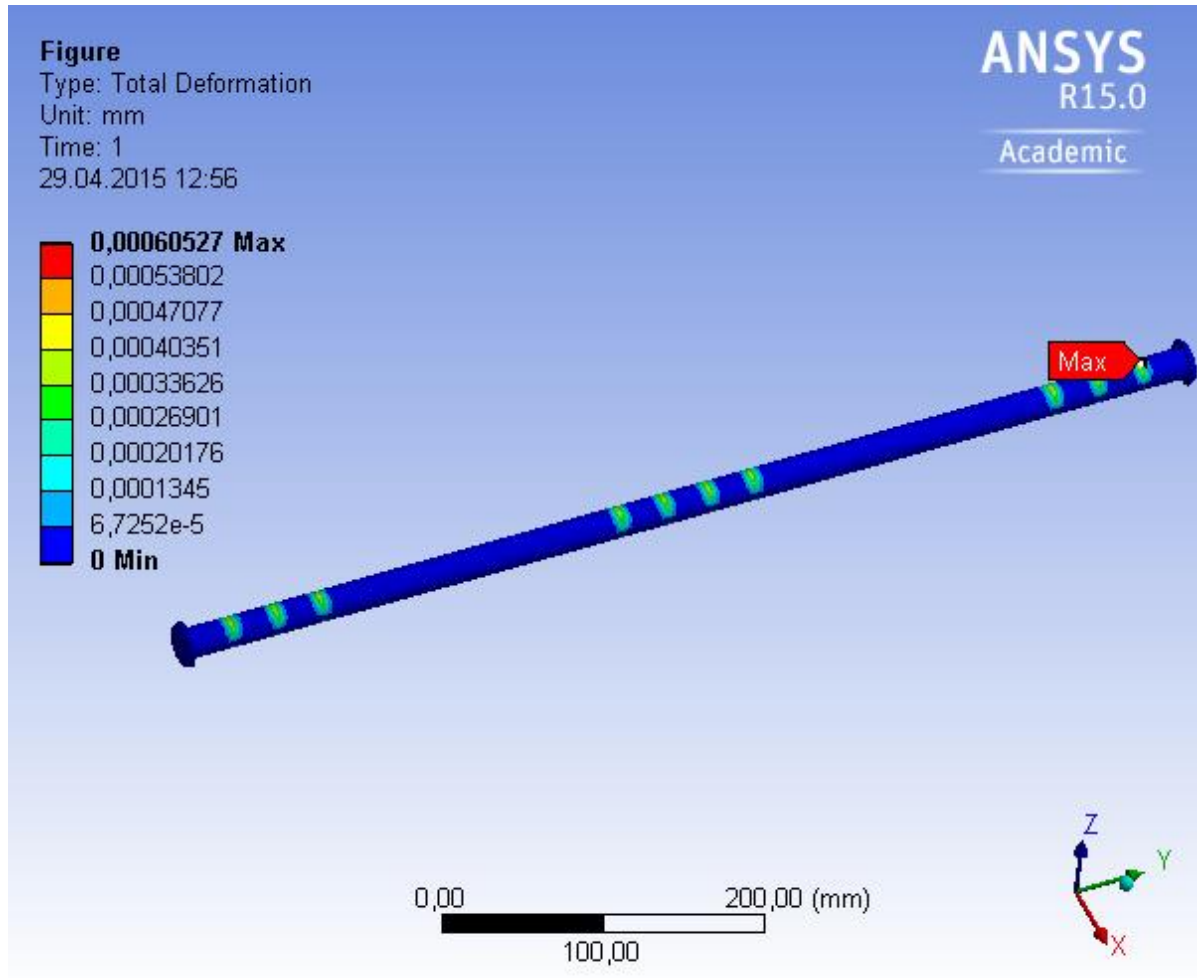 Figure
Type: Total Deformation
Unit: mm
Time: 1
29.04.2015 12:56
ANSYS
R15.0
Academic
0,00060527 Max
0,00053802
0,00047077
0,00040351
0,00033626
0,00026901
0,00020176
0,0001345
6,7252e-5
0 Min
Max
0,00
200,00 (mm)
100,00
Z
Y
X